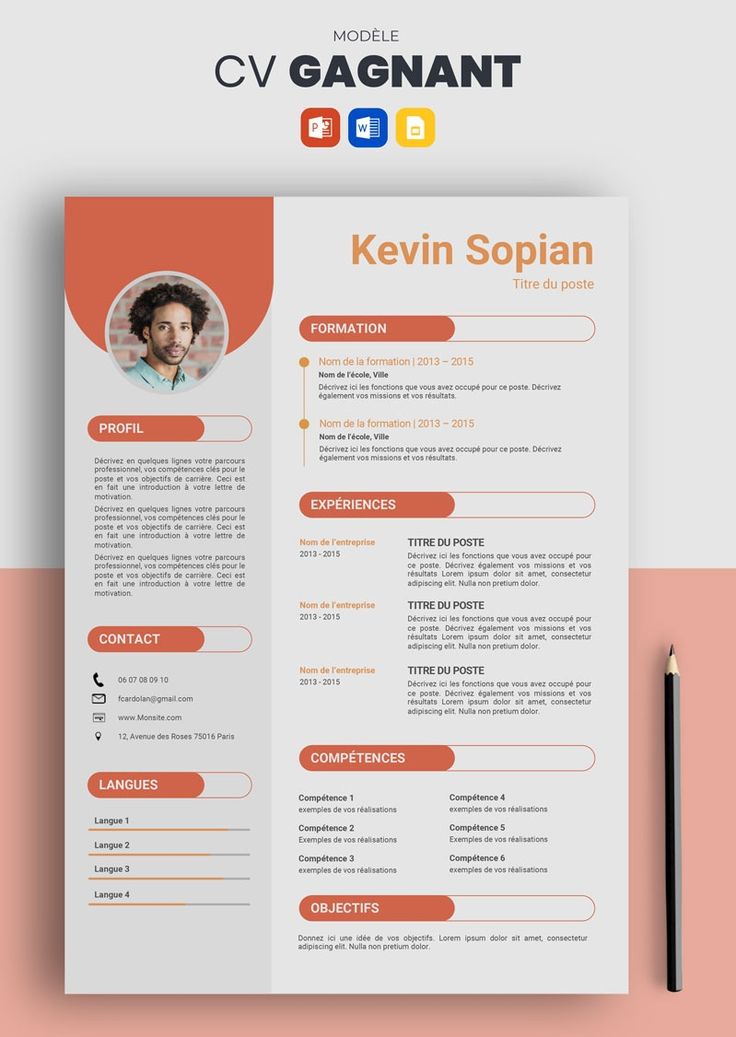 MODÈLE
CV GAGNANT
P
W
Kevin Sopian
Titre du poste
PROFIL
Décrivez en quelques lignes votre parcours
professionnel, vos compétences clés pour le
poste et vos objectifs de carrière. Ceci est
en fait une introduction à votre lettre de
motivation.
Décrivez en quelques lignes votre parcours
professionnel, vos compétences clés pour le
poste et vos objectifs de carrière. Ceci est
en fait une introduction à votre lettre de
motivation.
Décrivez en quelques lignes votre parcours
professionnel, vos compétences clés pour le
poste et vos objectifs de carrière. Ceci est
en fait une introduction à votre lettre de
motivation.
CONTACT
06 07 08 09 10
fcardolan@gmail.com
www.Monsite.com
12, Avenue des Roses 75016 Paris
LANGUES
Langue 1
Langue 2
Langue 3
Langue 4
FORMATION
Nom de la formation | 2013 – 2015
Nom de l'école, Ville
Décrivez ici les fonctions que vous avez occupé pour ce poste. Décrivez
également vos missions et vos résultats.
Nom de la formation | 2013 – 2015
Nom de l'école, Ville
Décrivez ici les fonctions que vous avez occupé pour ce poste. Décrivez
également vos missions et vos résultats.
EXPÉRIENCES
Nom de l'entreprise
2013 - 2015
TITRE DU POSTE
Décrivez ici les fonctions que vous avez occupé pour
ce poste. Décrivez également vos missions et vos
résultats Lorem ipsum dolor sit amet, consectetur
adipiscing elit. Nulla non pretium dolor.
Nom de l'entreprise
2013 - 2015
TITRE DU POSTE
Décrivez ici les fonctions que vous avez occupé pour
ce poste. Décrivez également vos missions et vos
résultats Lorem ipsum dolor sit amet, consectetur
adipiscing elit. Nulla non pretium dolor.
Nom de l'entreprise
2013 - 2015
TITRE DU POSTE
Décrivez ici les fonctions que vous avez occupé pour
ce poste. Décrivez également vos missions et vos
résultats Lorem ipsum dolor sit amet, consectetur
adipiscing elit. Nulla non pretium dolor.
COMPÉTENCES
Compétence 1
exemples de vos réalisations
Compétence 2
Exemples de vos réalisations
Compétence 3
exemples de vos réalisations
Compétence 4
exemples de vos réalisations
Compétence 5
exemples de vos réalisations
Compétence 6
exemples de vos réalisations
OBJECTIFS
Donnez ici une idée de vos objectifs. Lorem ipsum dolor sit amet, consectetur
adipiscing elit. Nulla non pretium dolor.